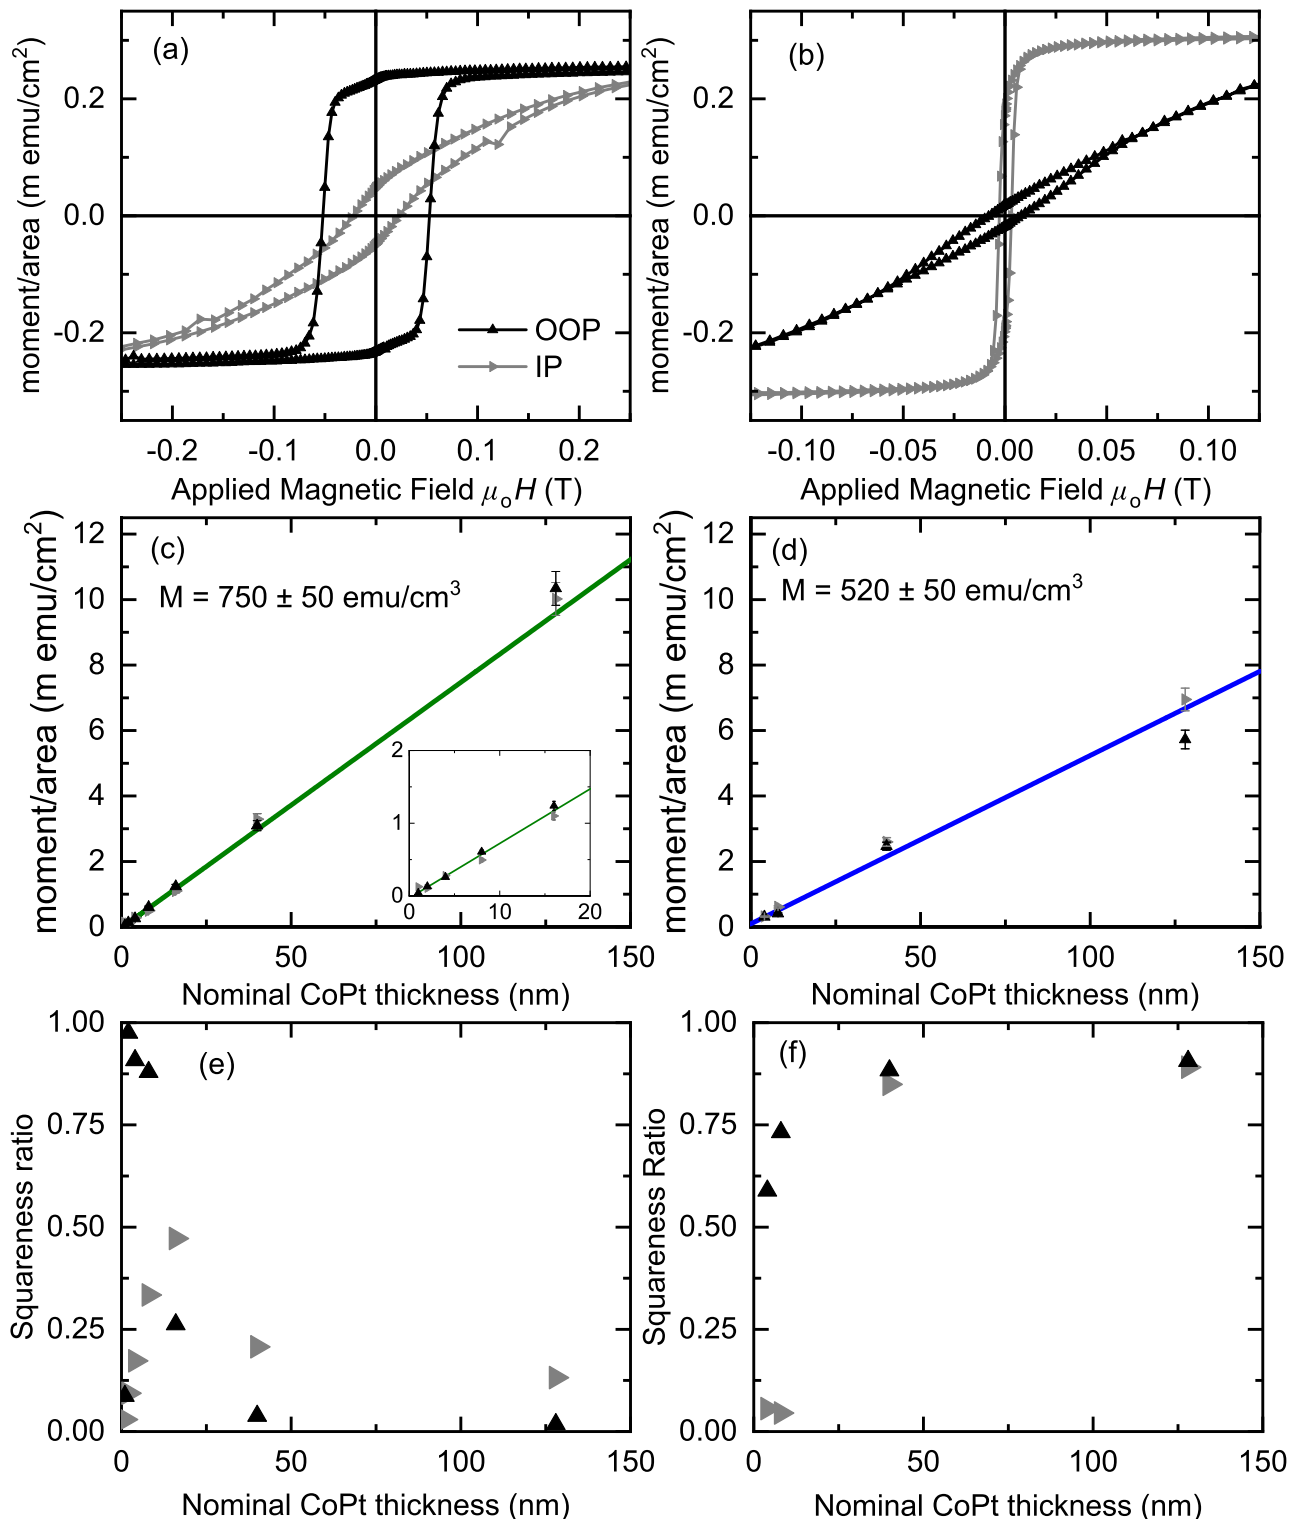 (a)
moment/area (m emu/cm²)
0.2
0.0
-0.2
OOP
IP
-0.2 -0.1 0.0 0.1 0.2
Applied Magnetic Field μₒH (T)
(b)
moment/area (m emu/cm²)
0.2
0.0
-0.2
-0.10 -0.05 0.00 0.05 0.10
Applied Magnetic Field μₒH (T)
(c)
M = 750 ± 50 emu/cm³
moment/area (m emu/cm²)
12
10
8
6
4
2
0
2
1
0
0 10 20
0 50 100 150
Nominal CoPt thickness (nm)
(d)
M = 520 ± 50 emu/cm³
moment/area (m emu/cm²)
12
10
8
6
4
2
0
0 50 100 150
Nominal CoPt thickness (nm)
(e)
Squareness ratio
1.00
0.75
0.50
0.25
0.00
0 50 100 150
Nominal CoPt thickness (nm)
(f)
Squareness Ratio
1.00
0.75
0.50
0.25
0.00
0 50 100 150
Nominal CoPt thickness (nm)